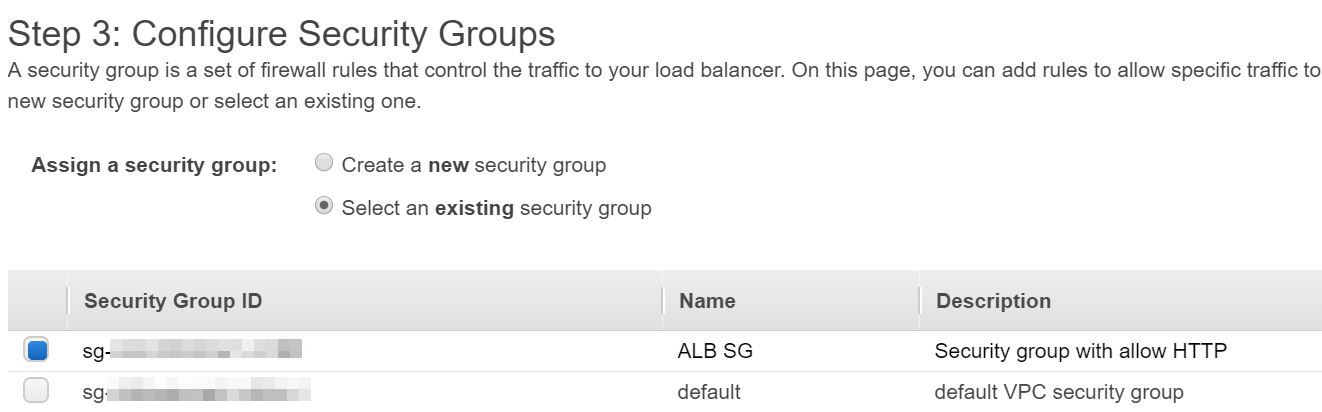 Step 3: Configure Security Groups
A security group is a set of firewall rules that control the traffic to your load balancer. On this page, you can add rules to allow specific traffic to
new security group or select an existing one.
Assign a security group: Create a new security group
Select an existing security group
Security Group ID Name Description
sg- ALB SG Security group with allow HTTP
sg- default default VPC security group